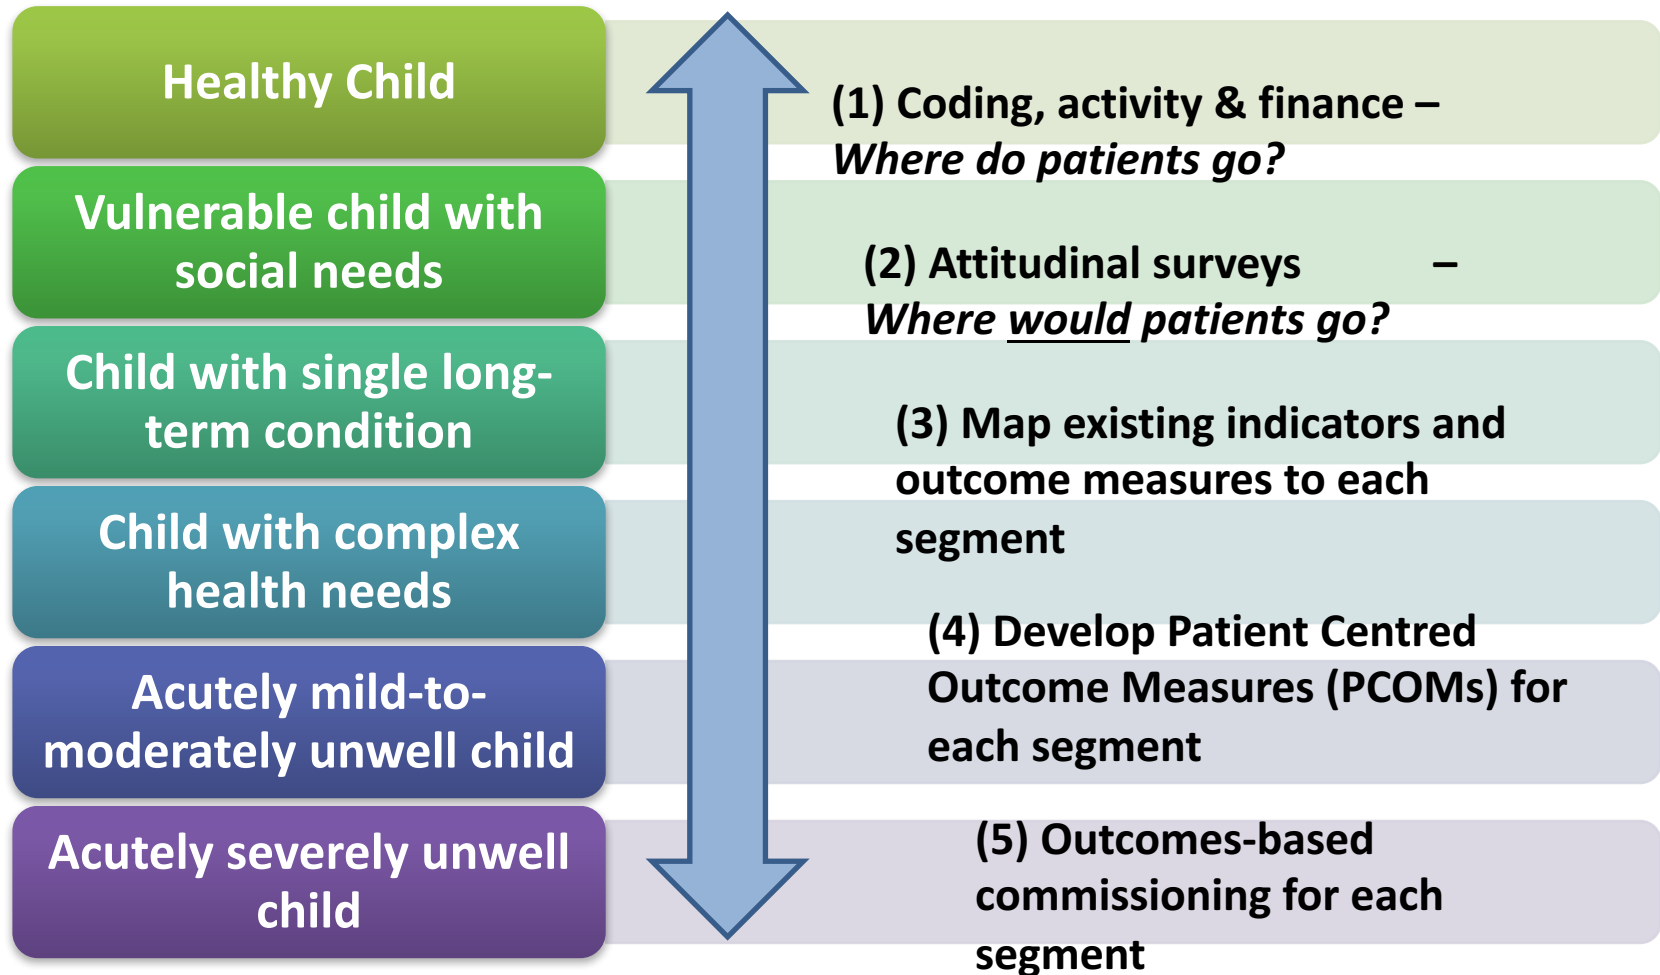 Healthy Child
Vulnerable child with
social needs
Child with single long-
term condition
Child with complex
health needs
Acutely mild-to-
moderately unwell child
Acutely severely unwell
child
(1) Coding, activity & finance –
Where do patients go?
(2) Attitudinal surveys –
Where would patients go?
(3) Map existing indicators and
outcome measures to each
segment
(4) Develop Patient Centred
Outcome Measures (PCOMs) for
each segment
(5) Outcomes-based
commissioning for each
segment